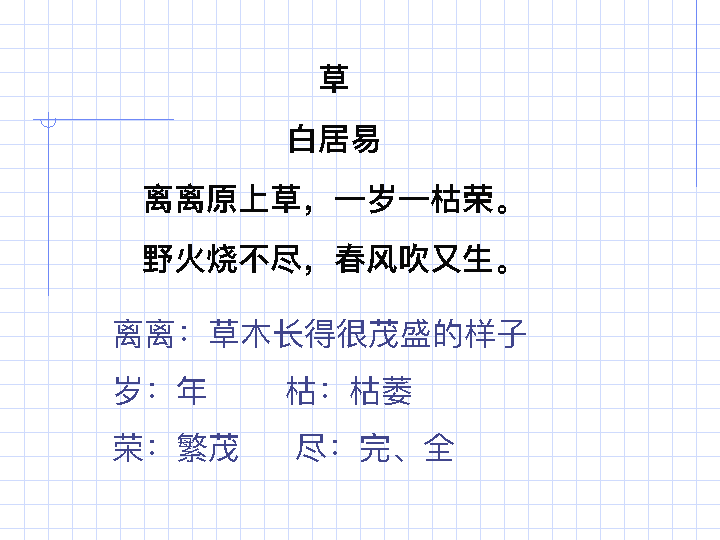 草
白居易
离离原上草，一岁一枯荣。
野火烧不尽，春风吹又生。
离离：草木长得很茂盛的样子
岁：年 枯：枯萎
荣：繁茂 尽：完、全